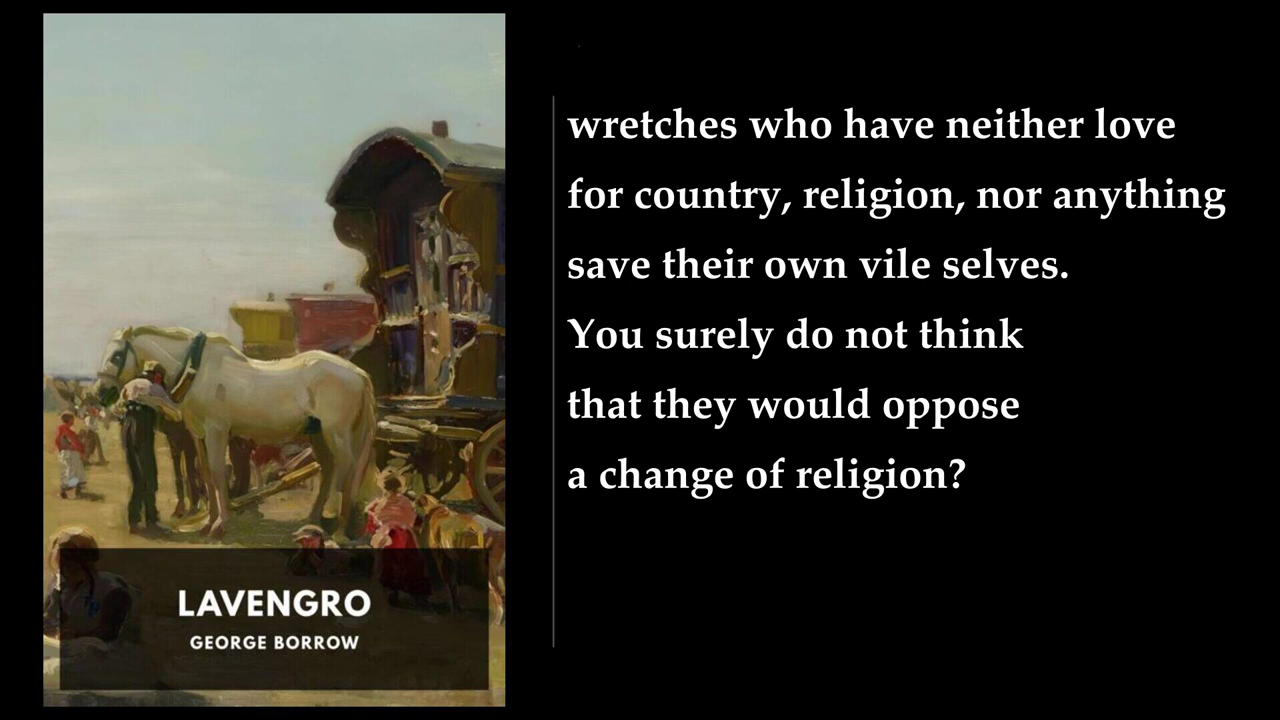 LAVENGRO
GEORGE BORROW
wretches who have neither love
for country, religion, nor anything
save their own vile selves.
You surely do not think
that they would oppose
a change of religion?